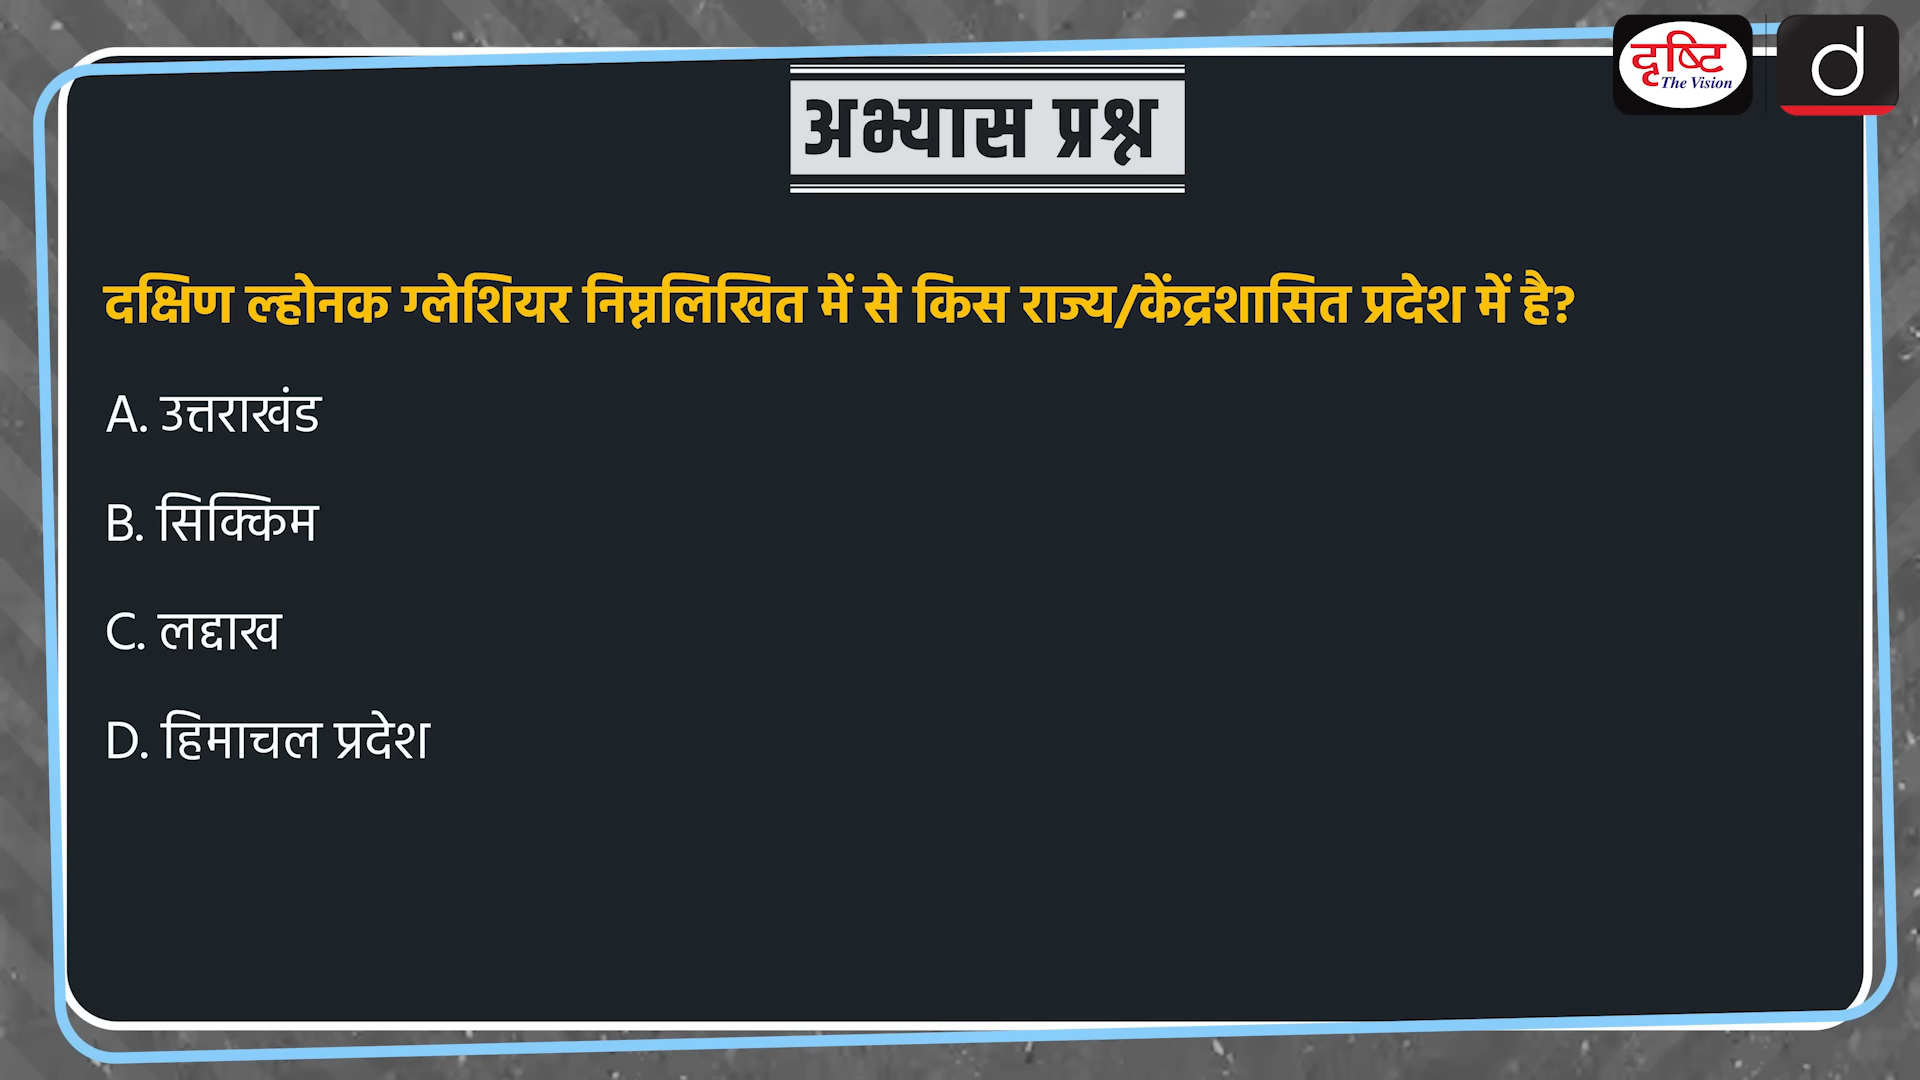 दृष्टि
The Vision
d
अभ्यास प्रश्न
दक्षिण ल्होनक ग्लेशियर निम्नलिखित में से किस राज्य/केंद्रशासित प्रदेश में है?
A. उत्तराखंड
B. सिक्किम
C. लद्दाख
D. हिमाचल प्रदेश